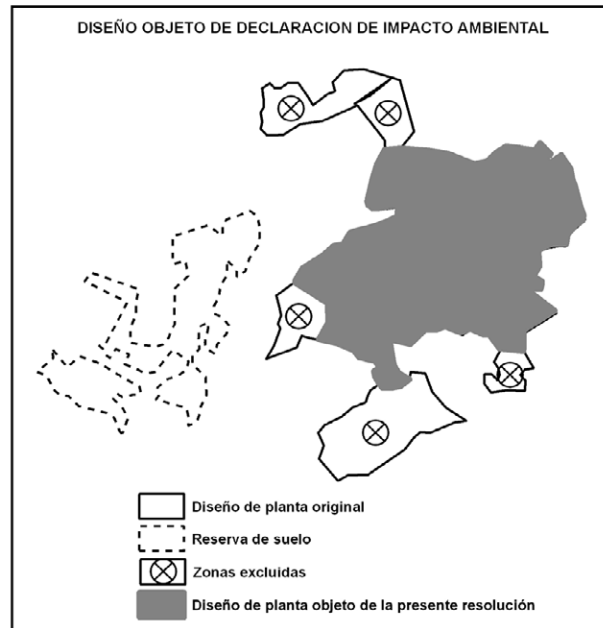 DISEÑO OBJETO DE DECLARACION DE IMPACTO AMBIENTAL
Diseño de planta original
Reserva de suelo
Zonas excluidas
Diseño de planta objeto de la presente resolución